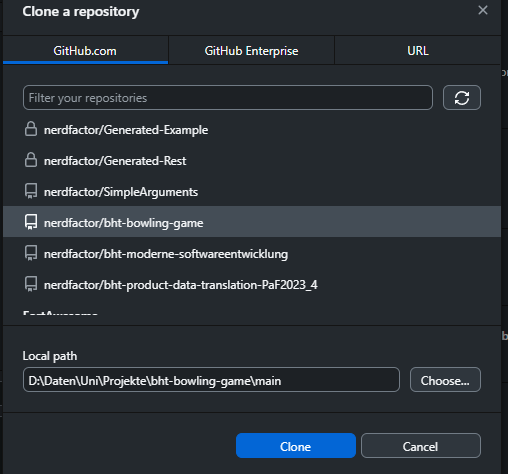 Clone a repository
GitHub.com
GitHub Enterprise
URL
Filter your repositories
nerdfactor/Generated-Example
nerdfactor/Generated-Rest
nerdfactor/SimpleArguments
nerdfactor/bht-bowling-game
nerdfactor/bht-moderne-softwareentwicklung
nerdfactor/bht-product-data-translation-PaF2023_4
Local path
D:\Daten\Uni\Projekte\bht-bowling-game\main
Choose...
Clone
Cancel